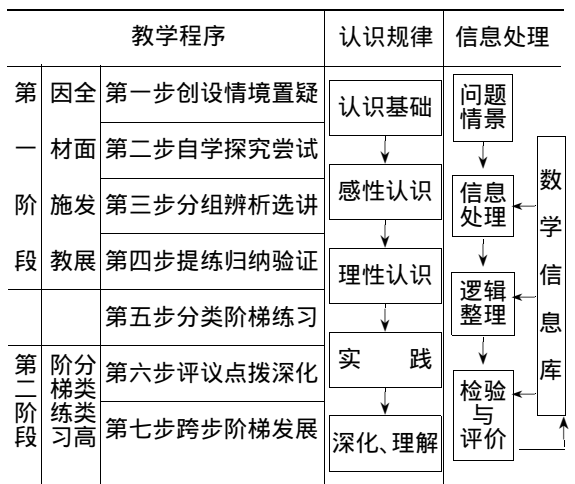 教学程序 认识规律 信息处理
第一阶段
因材施教
全面发展
第一步创设情境置疑
第二步自学探究尝试
第三步分组辨析选讲
第四步提练归纳验证
第五步分类阶梯练习
第二阶段
阶梯练习
分类类高
第六步评议点拨深化
第七步跨步阶梯发展
认识基础
感性认识
理性认识
实 践
深化、理解
问题
情景
信息
处理
逻辑
整理
检验
与
评价
数学信息库